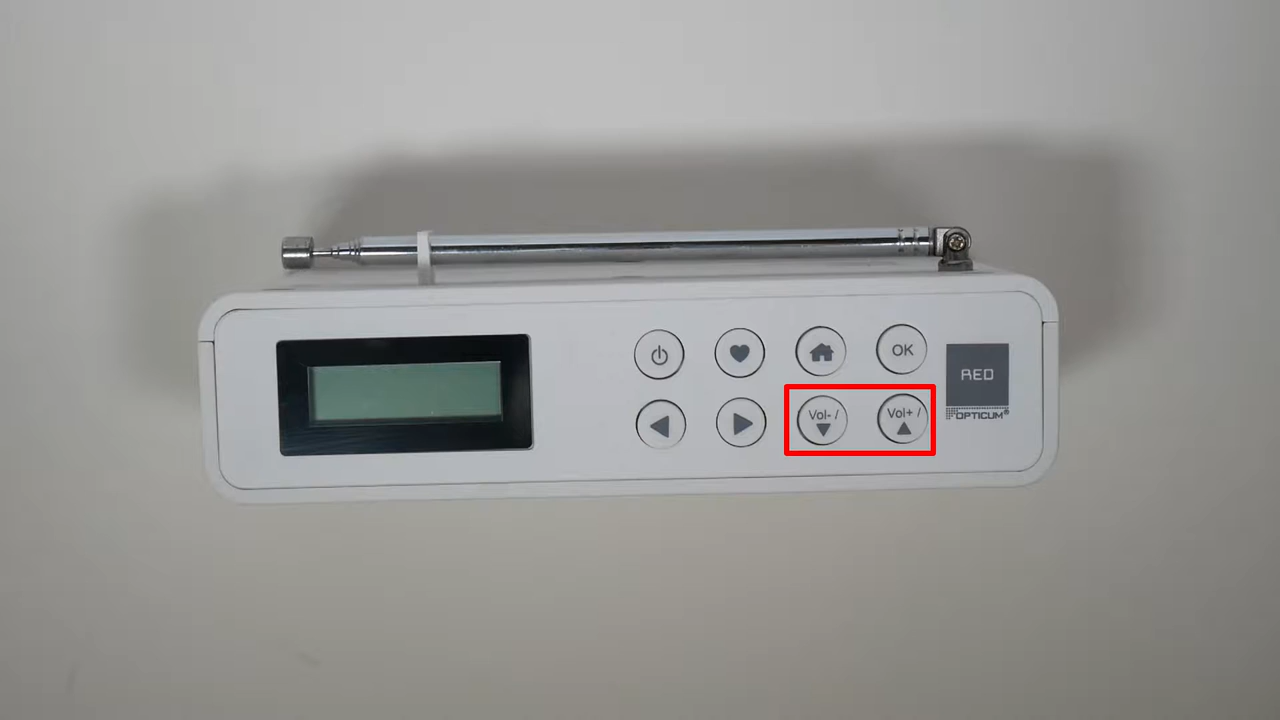 OK
RED
OPTICUM®
Vol- /
Vol+ /